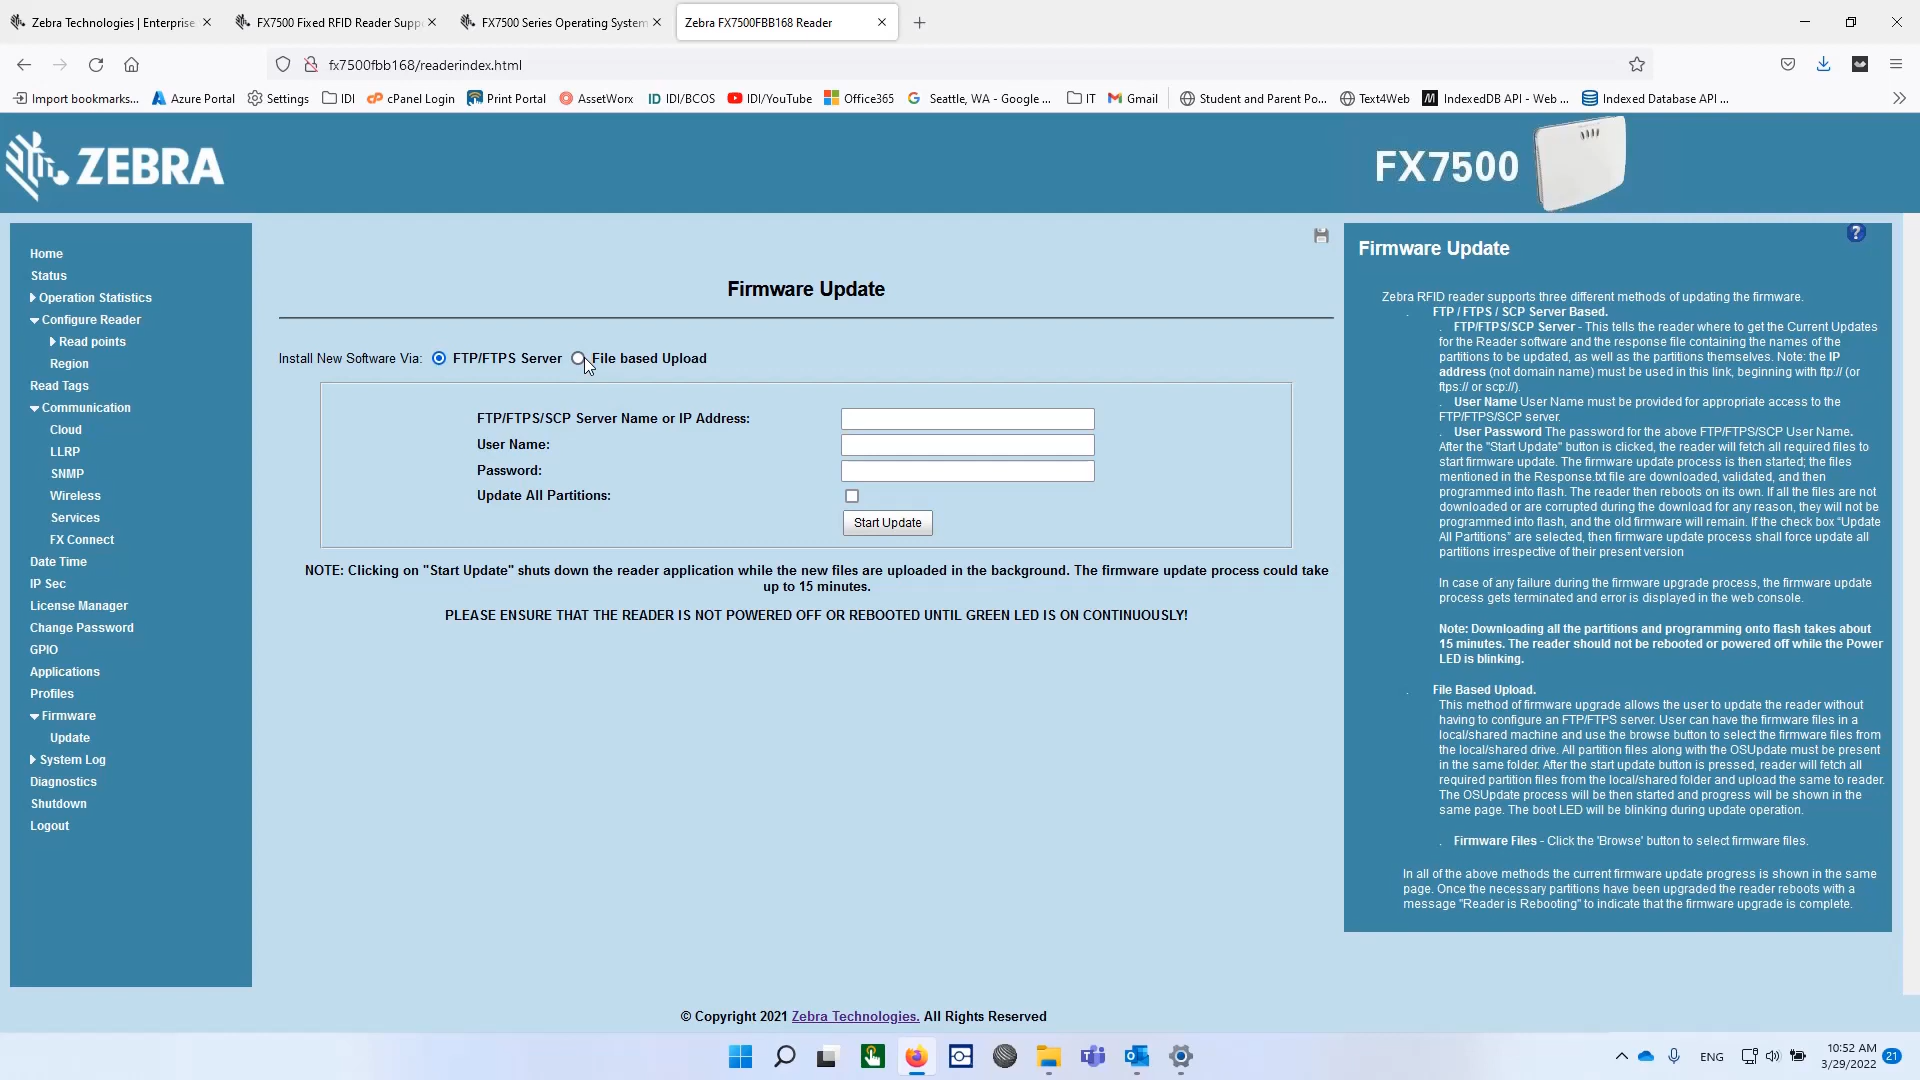 Zebra Technologies | Enterprise
FX7500 Fixed RFID Reader Supp
FX7500 Series Operating System
Zebra FX7500FBB168 Reader
fx7500fbb168/readerindex.html
Import bookmarks...
Azure Portal
Settings
IDI
cPanel Login
Print Portal
AssetWorx
IDI/BCOS
IDI/YouTube
Office365
Seattle, WA - Google ...
IT
Gmail
Student and Parent Po...
Text4Web
IndexedDB API - Web ...
Indexed Database API ...
ZEBRA
FX7500
Home
Status
Operation Statistics
Configure Reader
Read points
Region
Read Tags
Communication
Cloud
LLRP
SNMP
Wireless
Services
FX Connect
Date Time
IP Sec
License Manager
Change Password
GPIO
Applications
Profiles
Firmware
Update
System Log
Diagnostics
Shutdown
Logout
Firmware Update
Install New Software Via: FTP/FTPS Server File based Upload
FTP/FTPS/SCP Server Name or IP Address:
User Name:
Password:
Update All Partitions:
Start Update
NOTE: Clicking on "Start Update" shuts down the reader application while the new files are uploaded in the background. The firmware update process could take
up to 15 minutes.
PLEASE ENSURE THAT THE READER IS NOT POWERED OFF OR REBOOTED UNTIL GREEN LED IS ON CONTINUOUSLY!
Firmware Update
Zebra RFID reader supports three different methods of updating the firmware.
. FTP / FTPS / SCP Server Based.
. FTP/FTPS/SCP Server - This tells the reader where to get the Current Updates
for the Reader software and the response file containing the names of the
partitions to be updated, as well as the partitions themselves. Note: the IP
address (not domain name) must be used in this link, beginning with ftp:// (or
ftps:// or scp://).
. User Name User Name must be provided for appropriate access to the
FTP/FTPS/SCP server.
. User Password The password for the above FTP/FTPS/SCP User Name.
After the "Start Update" button is clicked, the reader will fetch all required files to
start firmware update. The firmware update process is then started; the files
mentioned in the Response.txt file are downloaded, validated, and then
programmed into flash. The reader then reboots on its own. If all the files are not
downloaded or are corrupted during the download for any reason, they will not be
programmed into flash, and the old firmware will remain. If the check box “Update
All Partitions” are selected, then firmware update process shall force update all
partitions irrespective of their present version
In case of any failure during the firmware upgrade process, the firmware update
process gets terminated and error is displayed in the web console.
Note: Downloading all the partitions and programming onto flash takes about
15 minutes. The reader should not be rebooted or powered off while the Power
LED is blinking.
. File Based Upload.
This method of firmware upgrade allows the user to update the reader without
having to configure an FTP/FTPS server. User can have the firmware files in a
local/shared machine and use the browse button to select the firmware files from
the local/shared drive. All partition files along with the OSUpdate must be present
in the same folder. After the start update button is pressed, reader will fetch all
required partition files from the local/shared folder and upload the same to reader.
The OSUpdate process will be then started and progress will be shown in the
same page. The boot LED will be blinking during update operation.
. Firmware Files - Click the 'Browse' button to select firmware files.
In all of the above methods the current firmware update progress is shown in the same
page. Once the necessary partitions have been upgraded the reader reboots with a
message "Reader is Rebooting" to indicate that the firmware upgrade is complete.
© Copyright 2021 Zebra Technologies. All Rights Reserved
ENG
10:52 AM
3/29/2022
21